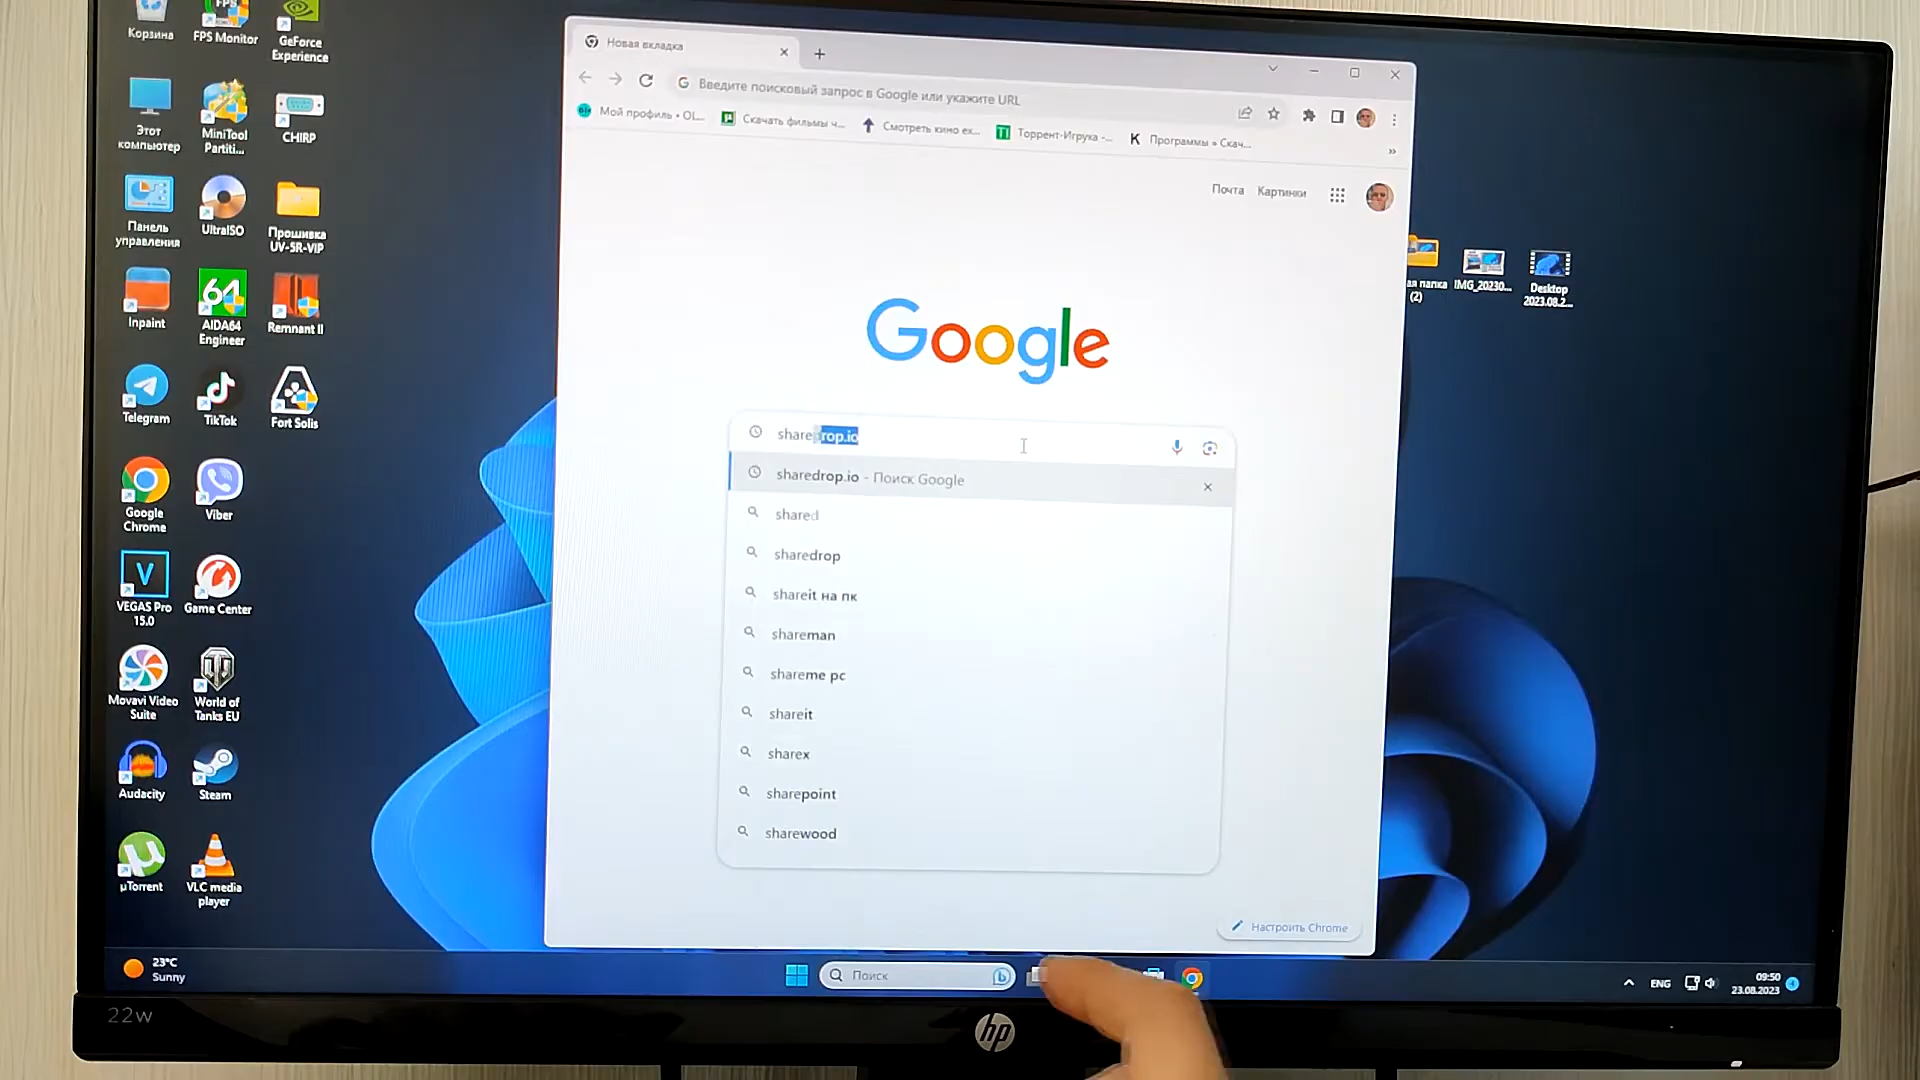 Корзина
FPS Monitor
GeForce
Experience
Этот
компьютер
MiniTool
Partiti...
CHIRP
Панель
управления
UltraISO
Прошивка
UV-5R-VIP
Inpaint
64
AIDA64
Engineer
Remnant II
Telegram
TikTok
Fort Solis
Google
Chrome
Viber
V
VEGAS Pro
15.0
Game Center
Movavi Video
Suite
World of
Tanks EU
Audacity
Steam
µTorrent
VLC media
player
Новая вкладка
Введите поисковый запрос в Google или укажите URL
Мой профиль • OL...
Скачать фильмы ч...
Смотреть кино ех...
Торрент-Игруха -...
K Программы » Скач...
Почта Картинки
Google
sharedrop.io
sharedrop.io - Поиск Google
shared
sharedrop
shareit на пк
shareman
shareme pc
shareit
sharex
sharepoint
sharewood
Настроить Chrome
ая папка
(2)
IMG_20230...
Desktop
2023.08.2...
23°C
Sunny
Поиск
ENG
09:50
23.08.2023
22w
hp